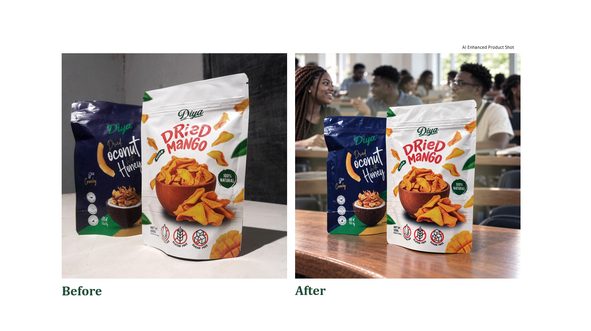 AI Enhanced Product Shot
Diya
Dried
Coconut
Honey
Diya
DRiED
MANGO
100%
NATURAL
Diya
Dried
Coconut
Honey
Diya
DRiED
MANGO
100%
NATURAL
Before
After